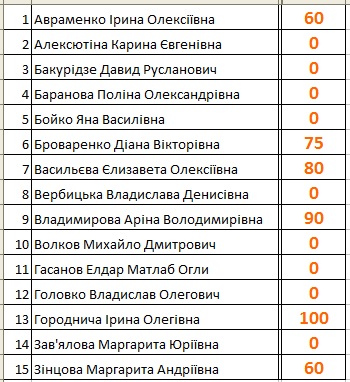 1 Авраменко Ірина Олексіївна 60
2 Алексютіна Карина Євгенівна 0
3 Бакурідзе Давид Русланович 0
4 Баранова Поліна Олександрівна 0
5 Бойко Яна Василівна 0
6 Броваренко Діана Вікторівна 75
7 Васильєва Єлизавета Олексіївна 80
8 Вербицька Владислава Денисівна 0
9 Владимирова Аріна Володимирівна 90
10 Волков Михайло Дмитрович 0
11 Гасанов Елдар Матлаб Огли 0
12 Головко Владислав Олегович 0
13 Городнича Ірина Олегівна 100
14 Зав'ялова Маргарита Юріївна 0
15 Зінцова Маргарита Андріївна 60